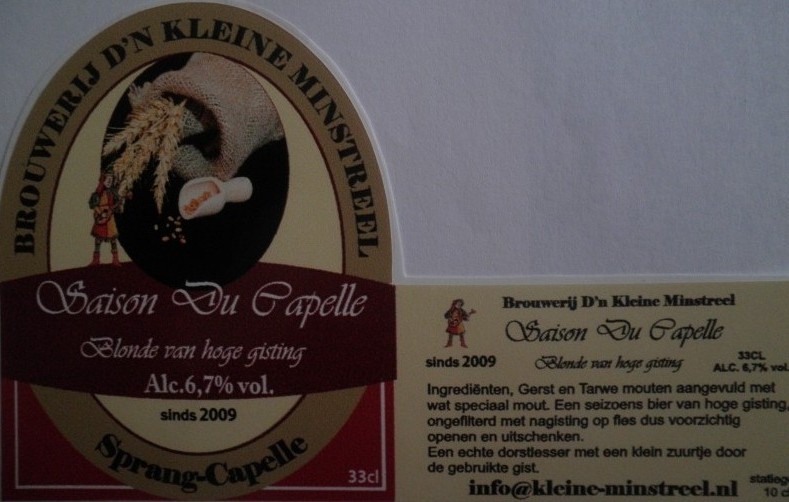 BROUWERIJ D'N KLEINE MINSTREEL
Saison Du Capelle
Blonde van hoge gisting
Alc.6,7% vol.
sinds 2009
Sprang-Capelle
33cl
Brouwerij D'n Kleine Minstreel
Saison Du Capelle
sinds 2009
Blonde van hoge gisting
33CL
ALC. 6,7% vol.
Ingrediënten, Gerst en Tarwe mouten aangevuld met
wat speciaal mout. Een seizoens bier van hoge gisting,
ongefilterd met nagisting op fles dus voorzichtig
openen en uitschenken.
Een echte dorstlesser met een klein zuurtje door
de gebruikte gist.
info@kleine-minstreel.nl
10